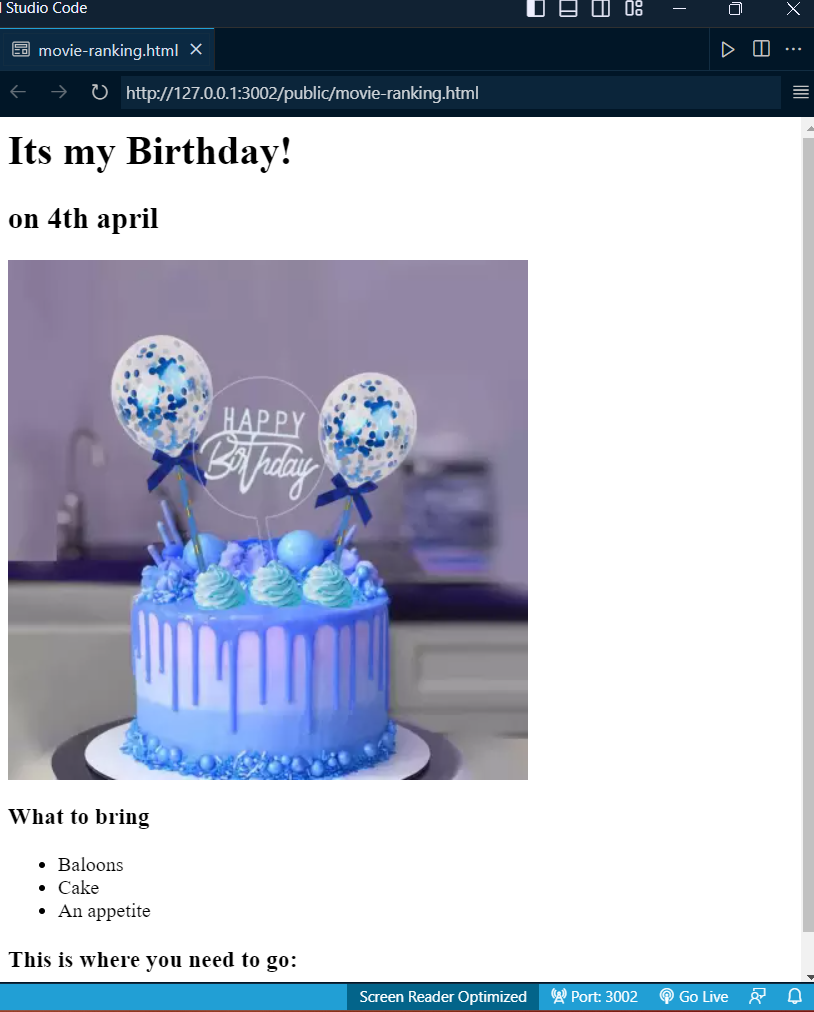 l Studio Code
movie-ranking.html
http://127.0.0.1:3002/public/movie-ranking.html
Its my Birthday!
on 4th april
HAPPY
Birthday
What to bring
Baloons
Cake
An appetite
This is where you need to go:
Screen Reader Optimized Port: 3002 Go Live